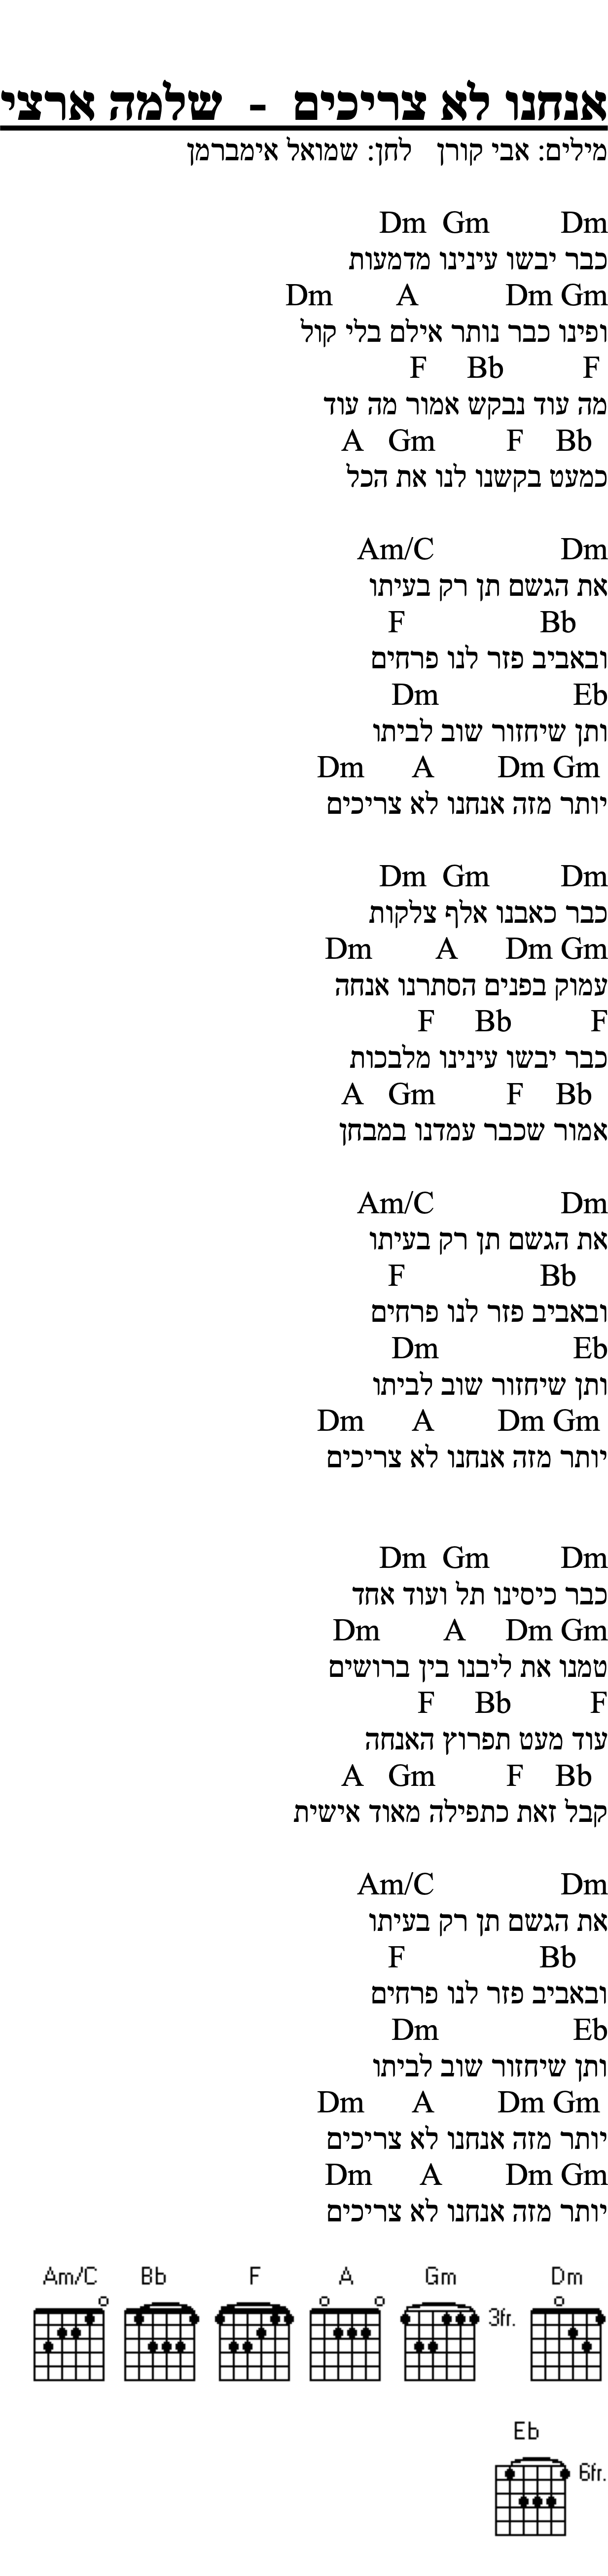 אנחנו לא צריכים - שלמה ארצי
מילים: אבי קורן לחן: שמואל אימברמן
Dm Gm Dm
כבר יבשו עינינו מדמעות
Dm A Dm Gm
ופינו כבר נותר אילם בלי קול
F Bb F
מה עוד נבקש אמור מה עוד
A Gm F Bb
כמעט בקשנו לנו את הכל
Am/C Dm
את הגשם תן רק בעיתו
F Bb
ובאביב פזר לנו פרחים
Dm Eb
ותן שיחזור שוב לביתו
Dm A Dm Gm
יותר מזה אנחנו לא צריכים
Dm Gm Dm
כבר כאבנו אלף צלקות
Dm A Dm Gm
עמוק בפנים הסתרנו אנחה
F Bb F
כבר יבשו עינינו מלבכות
A Gm F Bb
אמור שכבר עמדנו במבחן
Am/C Dm
את הגשם תן רק בעיתו
F Bb
ובאביב פזר לנו פרחים
Dm Eb
ותן שיחזור שוב לביתו
Dm A Dm Gm
יותר מזה אנחנו לא צריכים
Dm Gm Dm
כבר כיסינו תל ועוד אחד
Dm A Dm Gm
טמנו את ליבנו בין ברושים
F Bb F
עוד מעט תפרוץ האנחה
A Gm F Bb
קבל זאת כתפילה מאוד אישית
Am/C Dm
את הגשם תן רק בעיתו
F Bb
ובאביב פזר לנו פרחים
Dm Eb
ותן שיחזור שוב לביתו
Dm A Dm Gm
יותר מזה אנחנו לא צריכים
Dm A Dm Gm
יותר מזה אנחנו לא צריכים
Am/C Bb F A Gm Dm
3fr.
Eb
6fr.